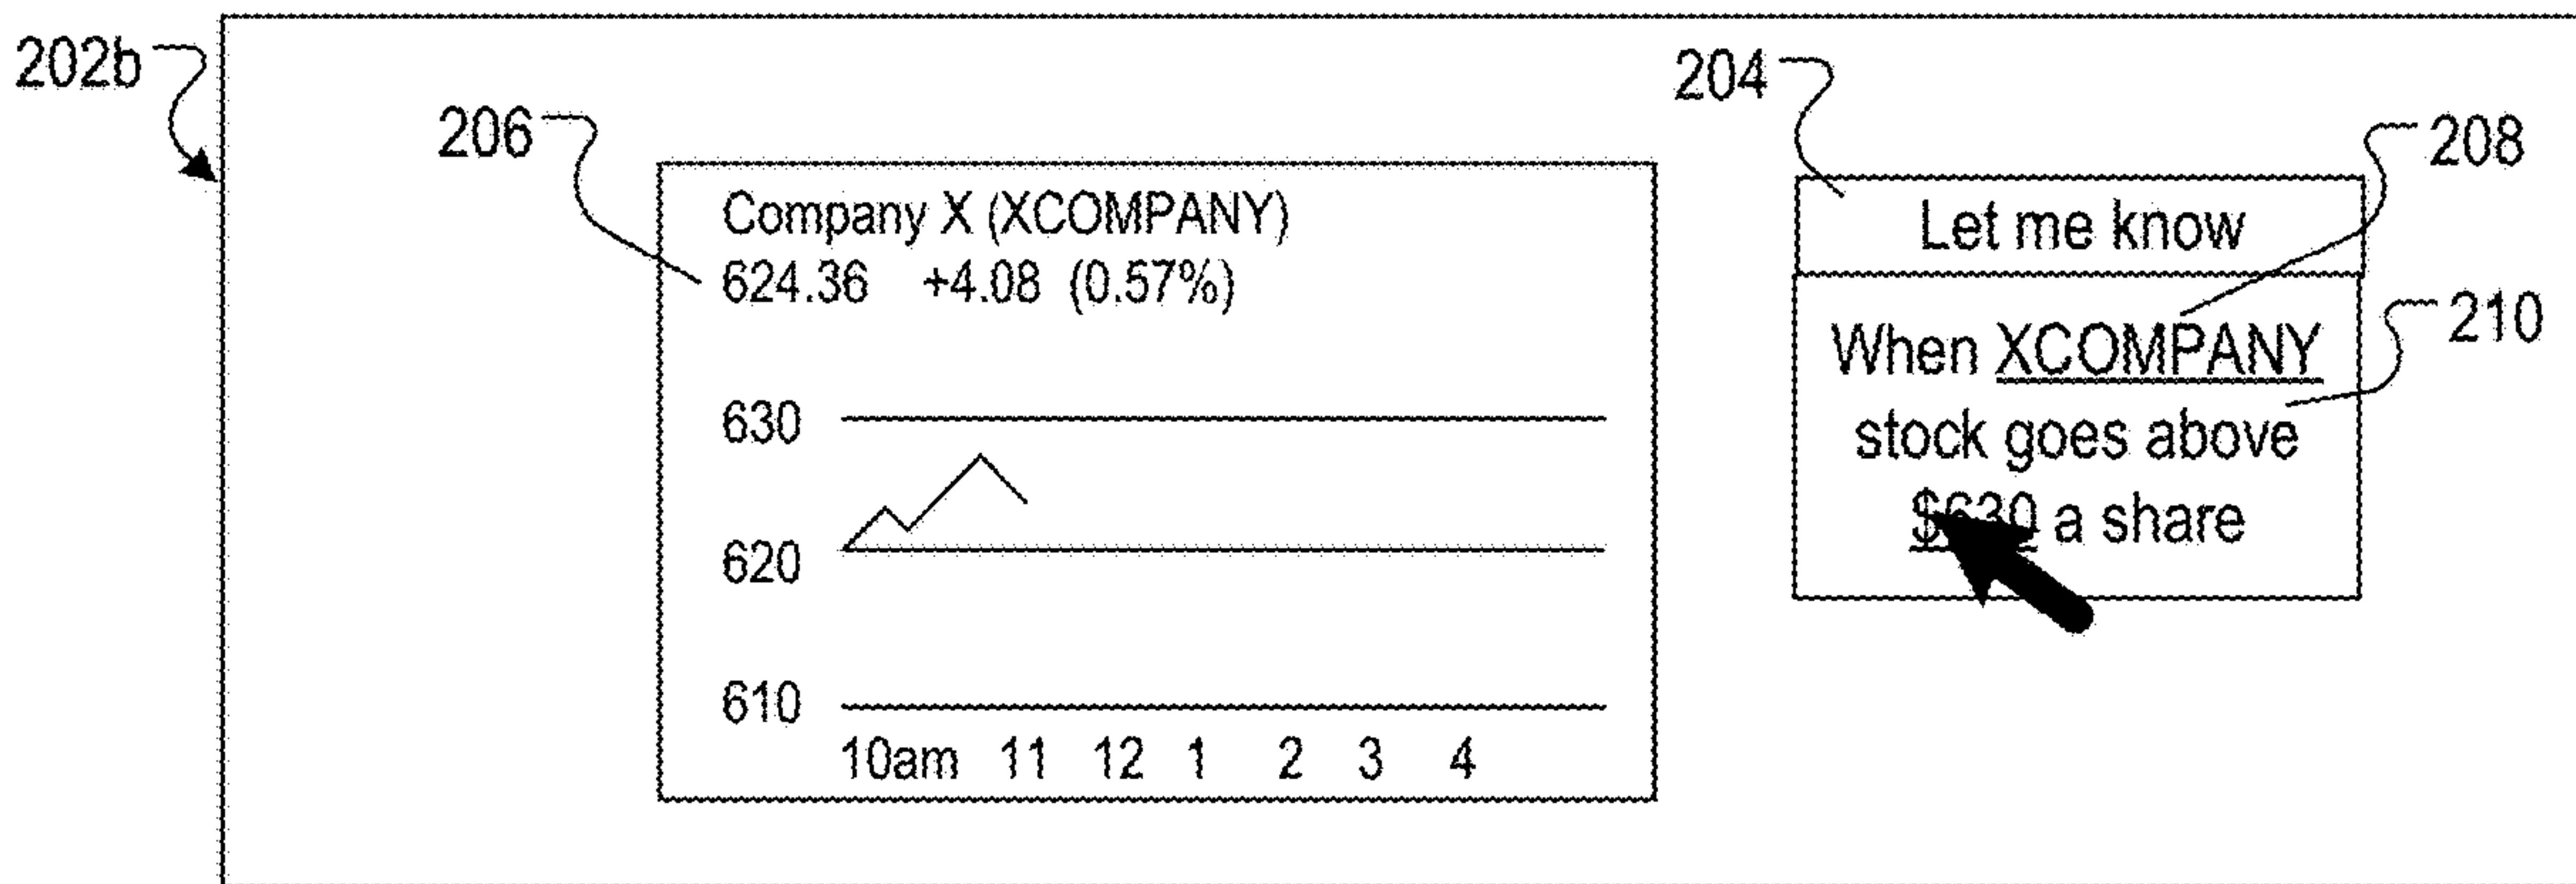 202b
204
206
208
Company X (XCOMPANY)
624.36 +4.08 (0.57%)
Let me know
210
When XCOMPANY
stock goes above
$630 a share
630
620
610
10am 11 12 1 2 3 4